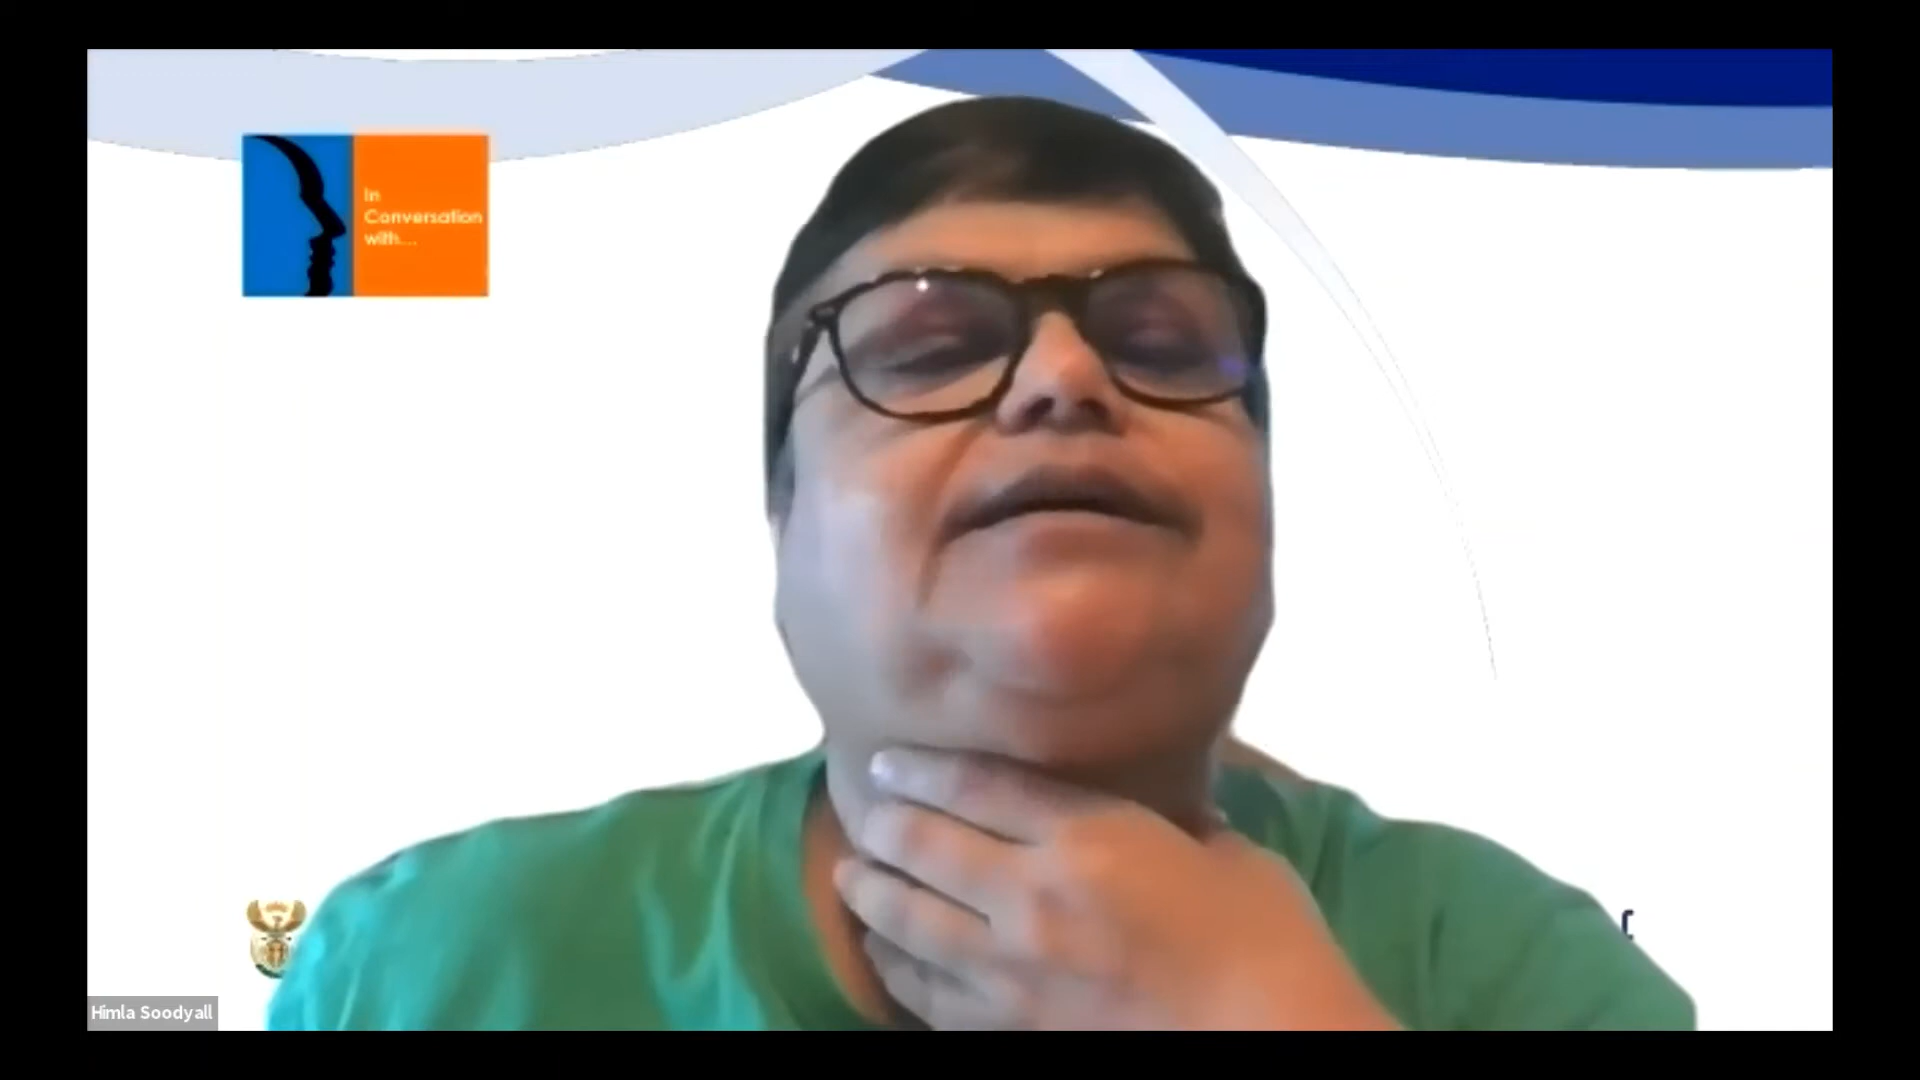 In
Conversation
with....
Himla Soodyall